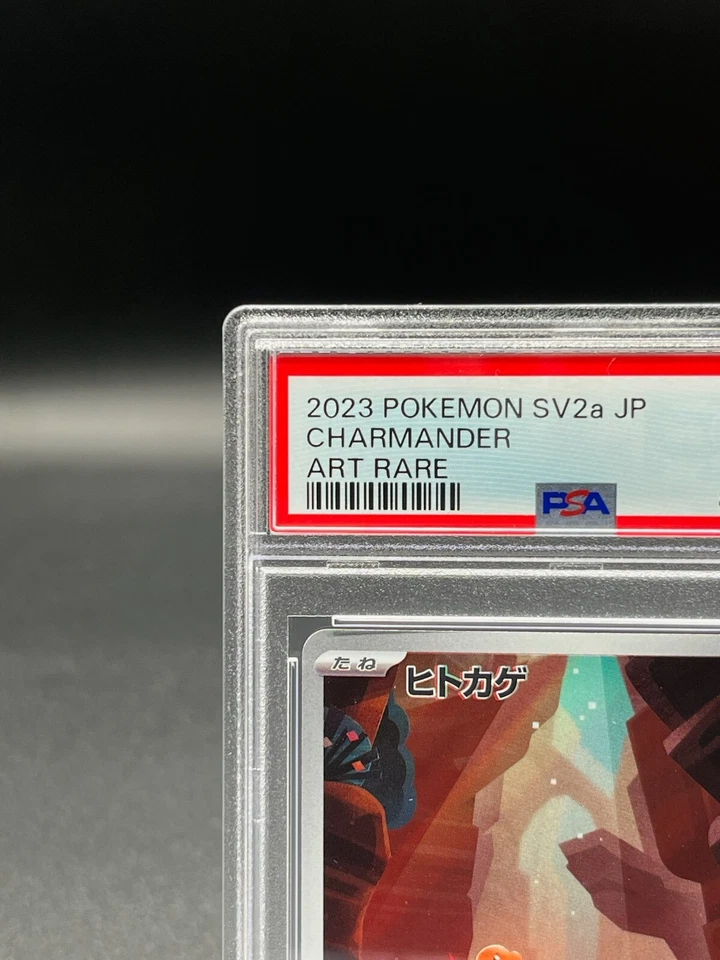 2023 POKEMON SV2a JP
CHARMANDER
ART RARE
PSA
たね ヒトカゲ